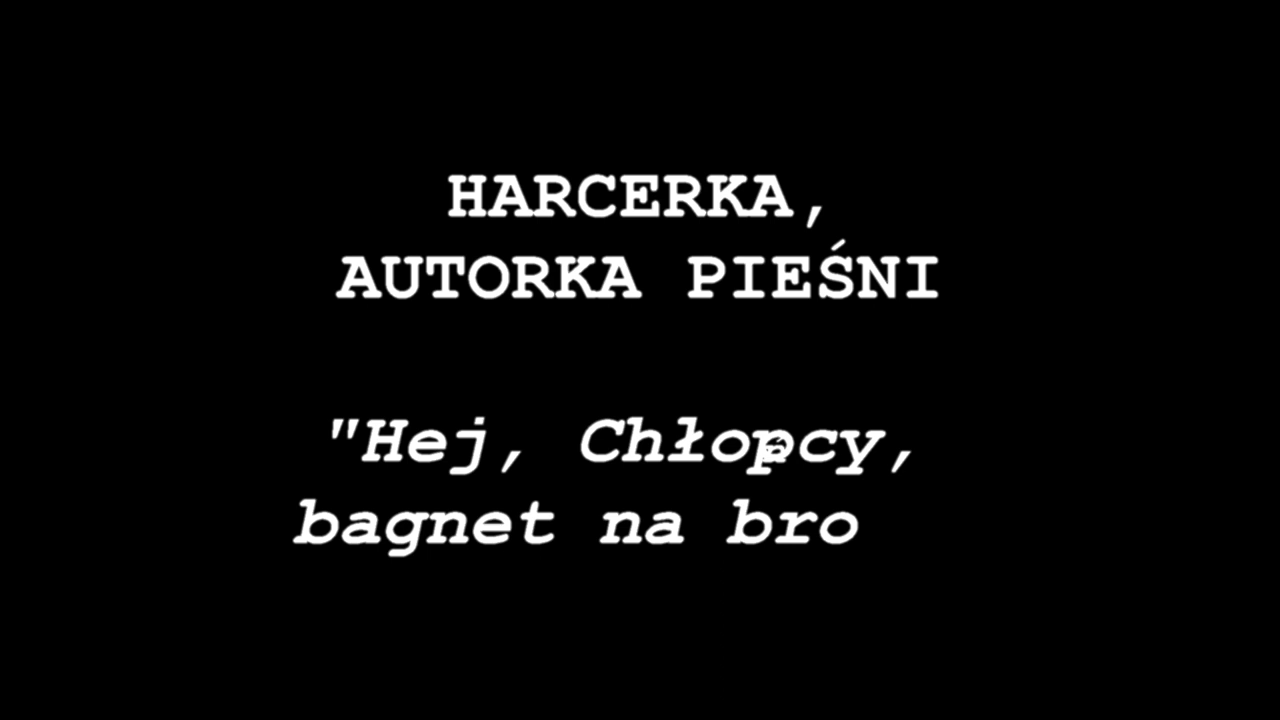 HARCERKA,
AUTORKA PIEŚNI
"Hej, Chłopcy,
bagnet na bro